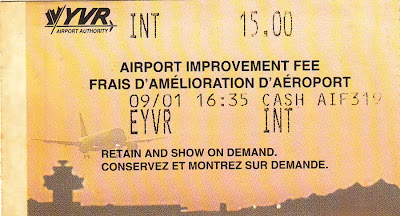 YVR
AIRPORT AUTHORITY
INT 15.00
AIRPORT IMPROVEMENT FEE
FRAIS D'AMÉLIORATION D'AÉROPORT
09/01 16:35 CASH AIF319
EYVR INT
RETAIN AND SHOW ON DEMAND.
CONSERVEZ ET MONTREZ SUR DEMANDE.